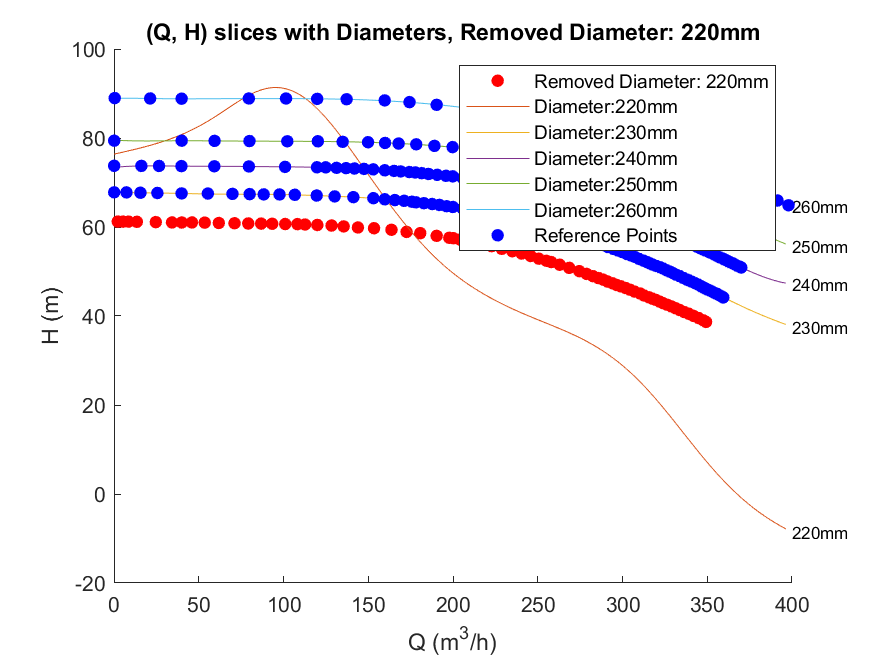 (Q, H) slices with Diameters, Removed Diameter: 220mm
100
80
60
40
20
0
-20
H (m)
0 50 100 150 200 250 300 350 400
Q (m³/h)
Removed Diameter: 220mm
Diameter:220mm
Diameter:230mm
Diameter:240mm
Diameter:250mm
Diameter:260mm
Reference Points
260mm
250mm
240mm
230mm
220mm